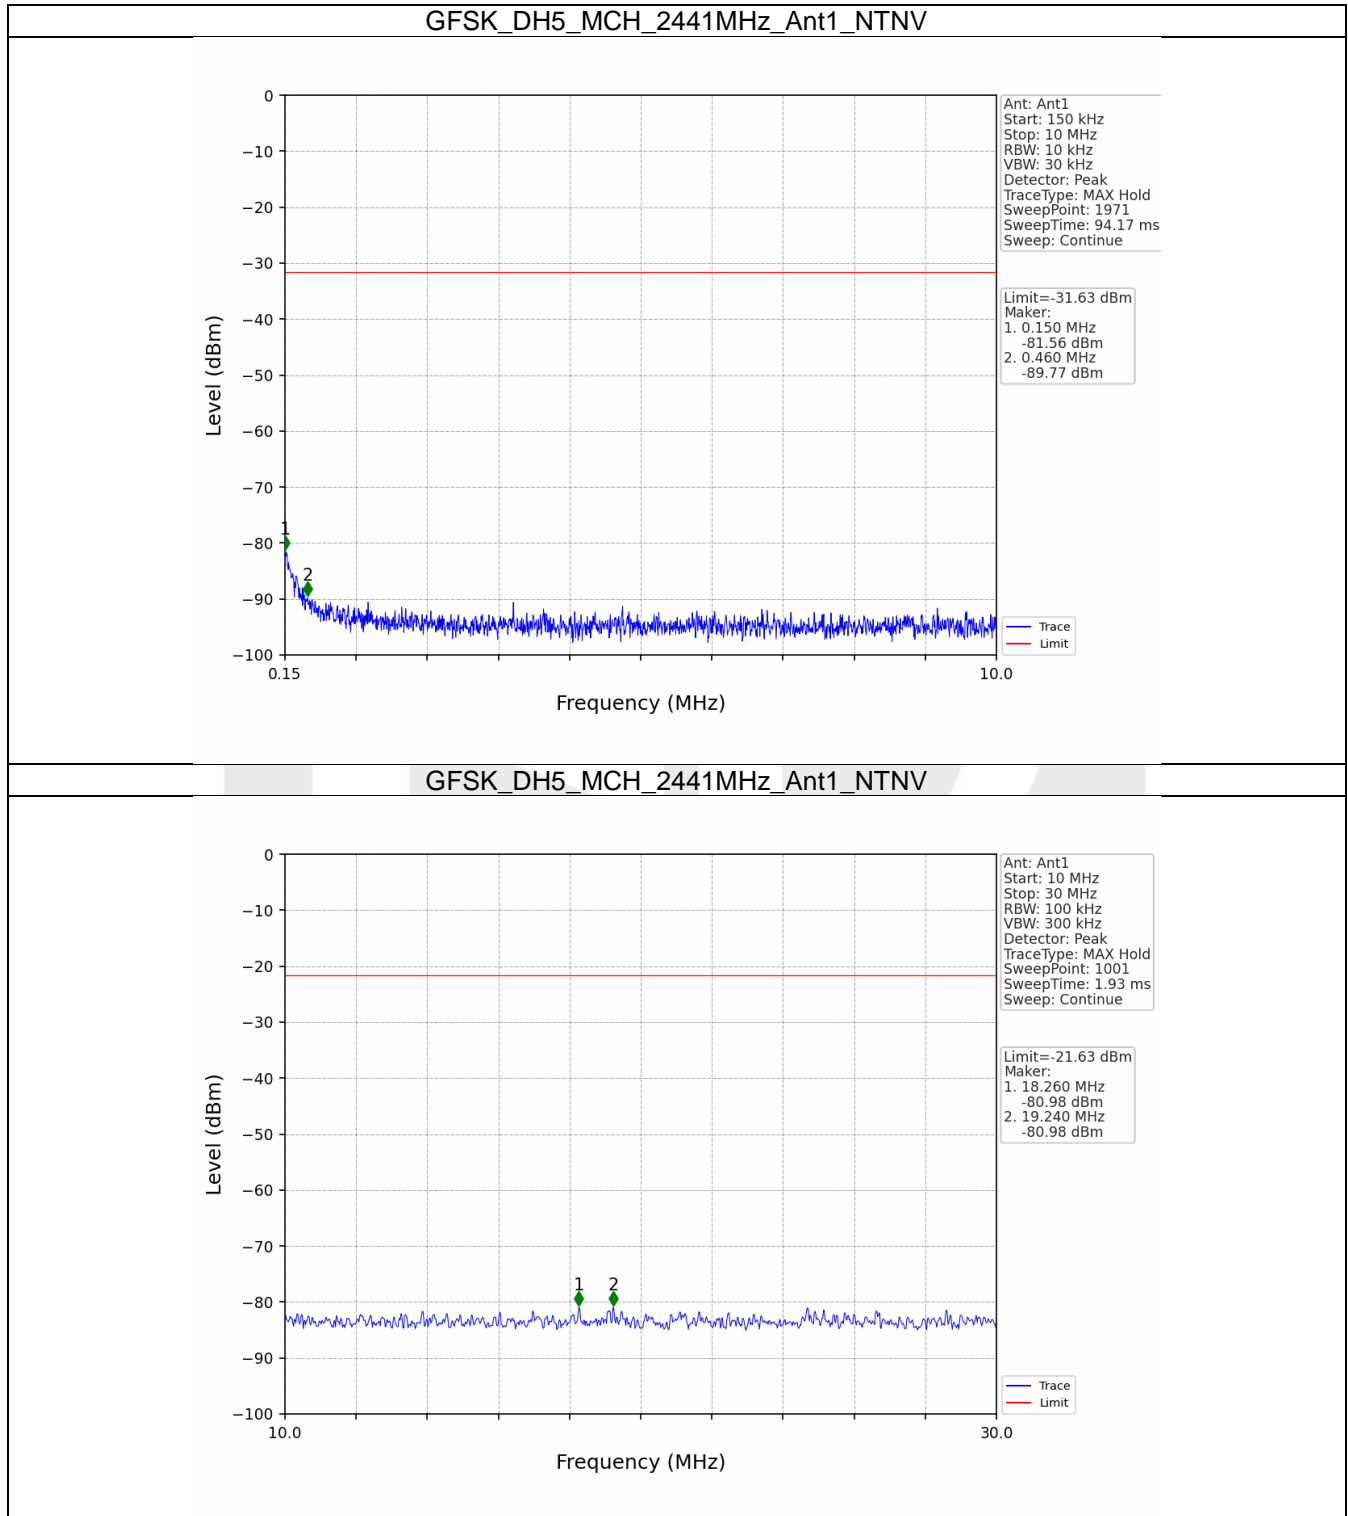 GFSK_DH5_MCH_2441MHz_Ant1_NTNV
0
−10
−20
−30
−40
−50
−60
−70
−80
−90
−100
Level (dBm)
1
2
0.15
10.0
Frequency (MHz)
Ant: Ant1
Start: 150 kHz
Stop: 10 MHz
RBW: 10 kHz
VBW: 30 kHz
Detector: Peak
TraceType: MAX Hold
SweepPoint: 1971
SweepTime: 94.17 ms
Sweep: Continue
Limit=-31.63 dBm
Maker:
1. 0.150 MHz
-81.56 dBm
2. 0.460 MHz
-89.77 dBm
Trace
Limit
GFSK_DH5_MCH_2441MHz_Ant1_NTNV
0
−10
−20
−30
−40
−50
−60
−70
−80
−90
−100
Level (dBm)
1
2
10.0
30.0
Frequency (MHz)
Ant: Ant1
Start: 10 MHz
Stop: 30 MHz
RBW: 100 kHz
VBW: 300 kHz
Detector: Peak
TraceType: MAX Hold
SweepPoint: 1001
SweepTime: 1.93 ms
Sweep: Continue
Limit=-21.63 dBm
Maker:
1. 18.260 MHz
-80.98 dBm
2. 19.240 MHz
-80.98 dBm
Trace
Limit